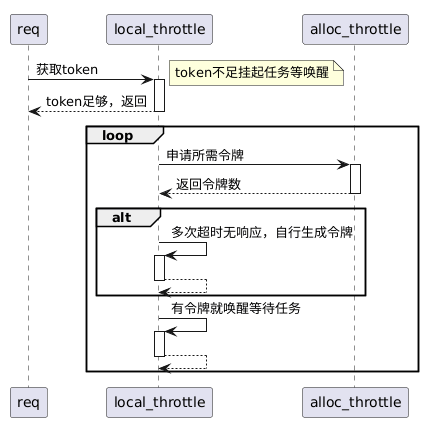 req
local_throttle
alloc_throttle
获取token
token不足挂起任务等唤醒
token足够，返回
loop
申请所需令牌
返回令牌数
alt
多次超时无响应，自行生成令牌
有令牌就唤醒等待任务
req
local_throttle
alloc_throttle